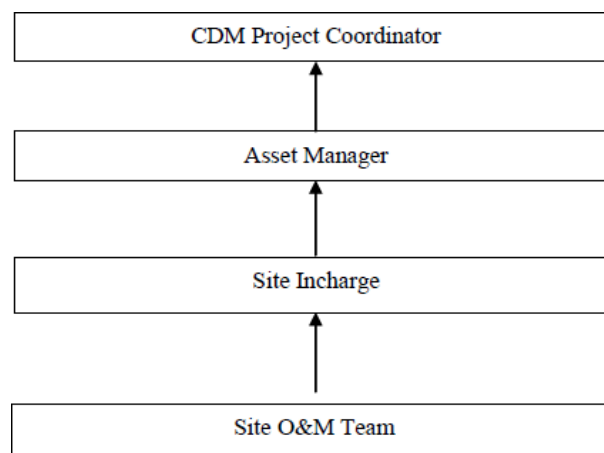 CDM Project Coordinator
Asset Manager
Site Incharge
Site O&M Team